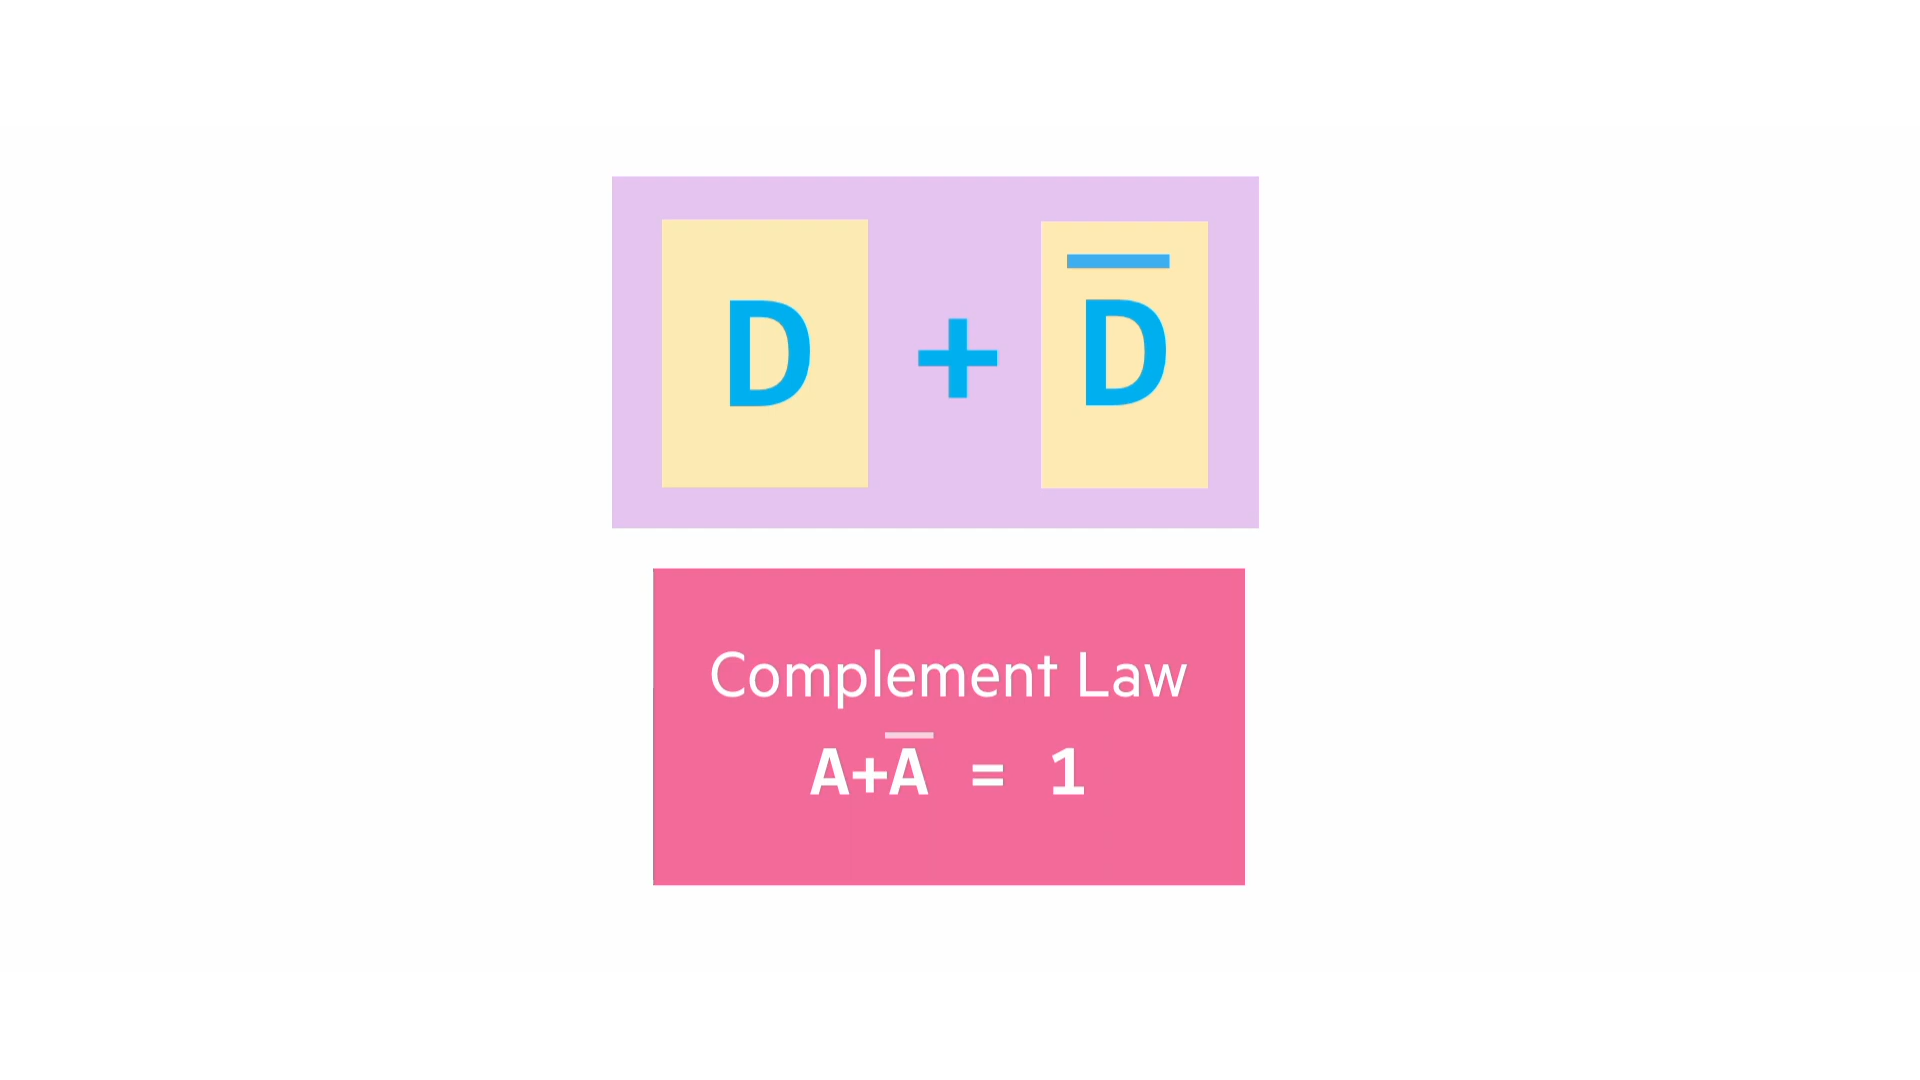 D + D̅
Complement Law
A+A̅ = 1